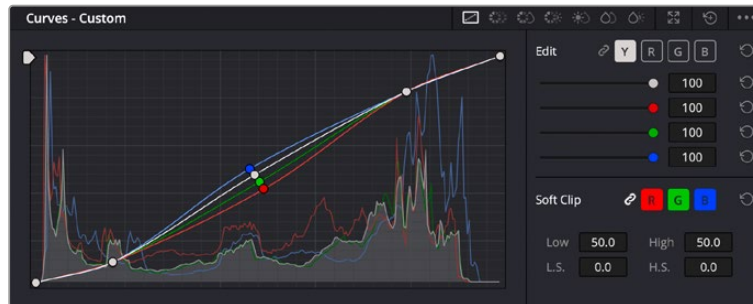 Curves - Custom
Edit Y R G B
100
100
100
100
Soft Clip R G B
Low 50.0 High 50.0
L.S. 0.0 H.S. 0.0